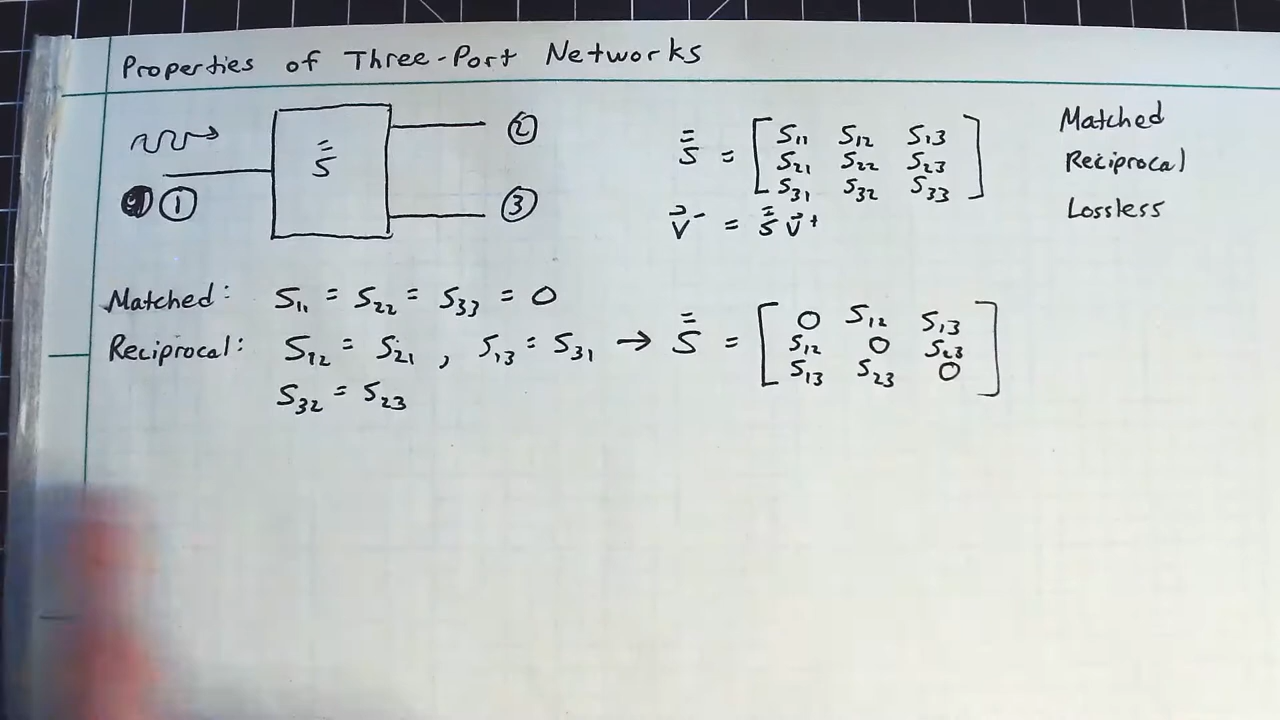 Properties of Three-Port Networks
S̿
①
②
③
S̿ = [ S₁₁ S₁₂ S₁₃
S₂₁ S₂₂ S₂₃
S₃₁ S₃₂ S₃₃ ]
V⃗⁻ = S̿ V⃗⁺
Matched
Reciprocal
Lossless
Matched: S₁₁ = S₂₂ = S₃₃ = 0
Reciprocal: S₁₂ = S₂₁ , S₁₃ = S₃₁ → S̿ = [ 0 S₁₂ S₁₃
S₁₂ 0 S₂₃
S₁₃ S₂₃ 0 ]
S₃₂ = S₂₃